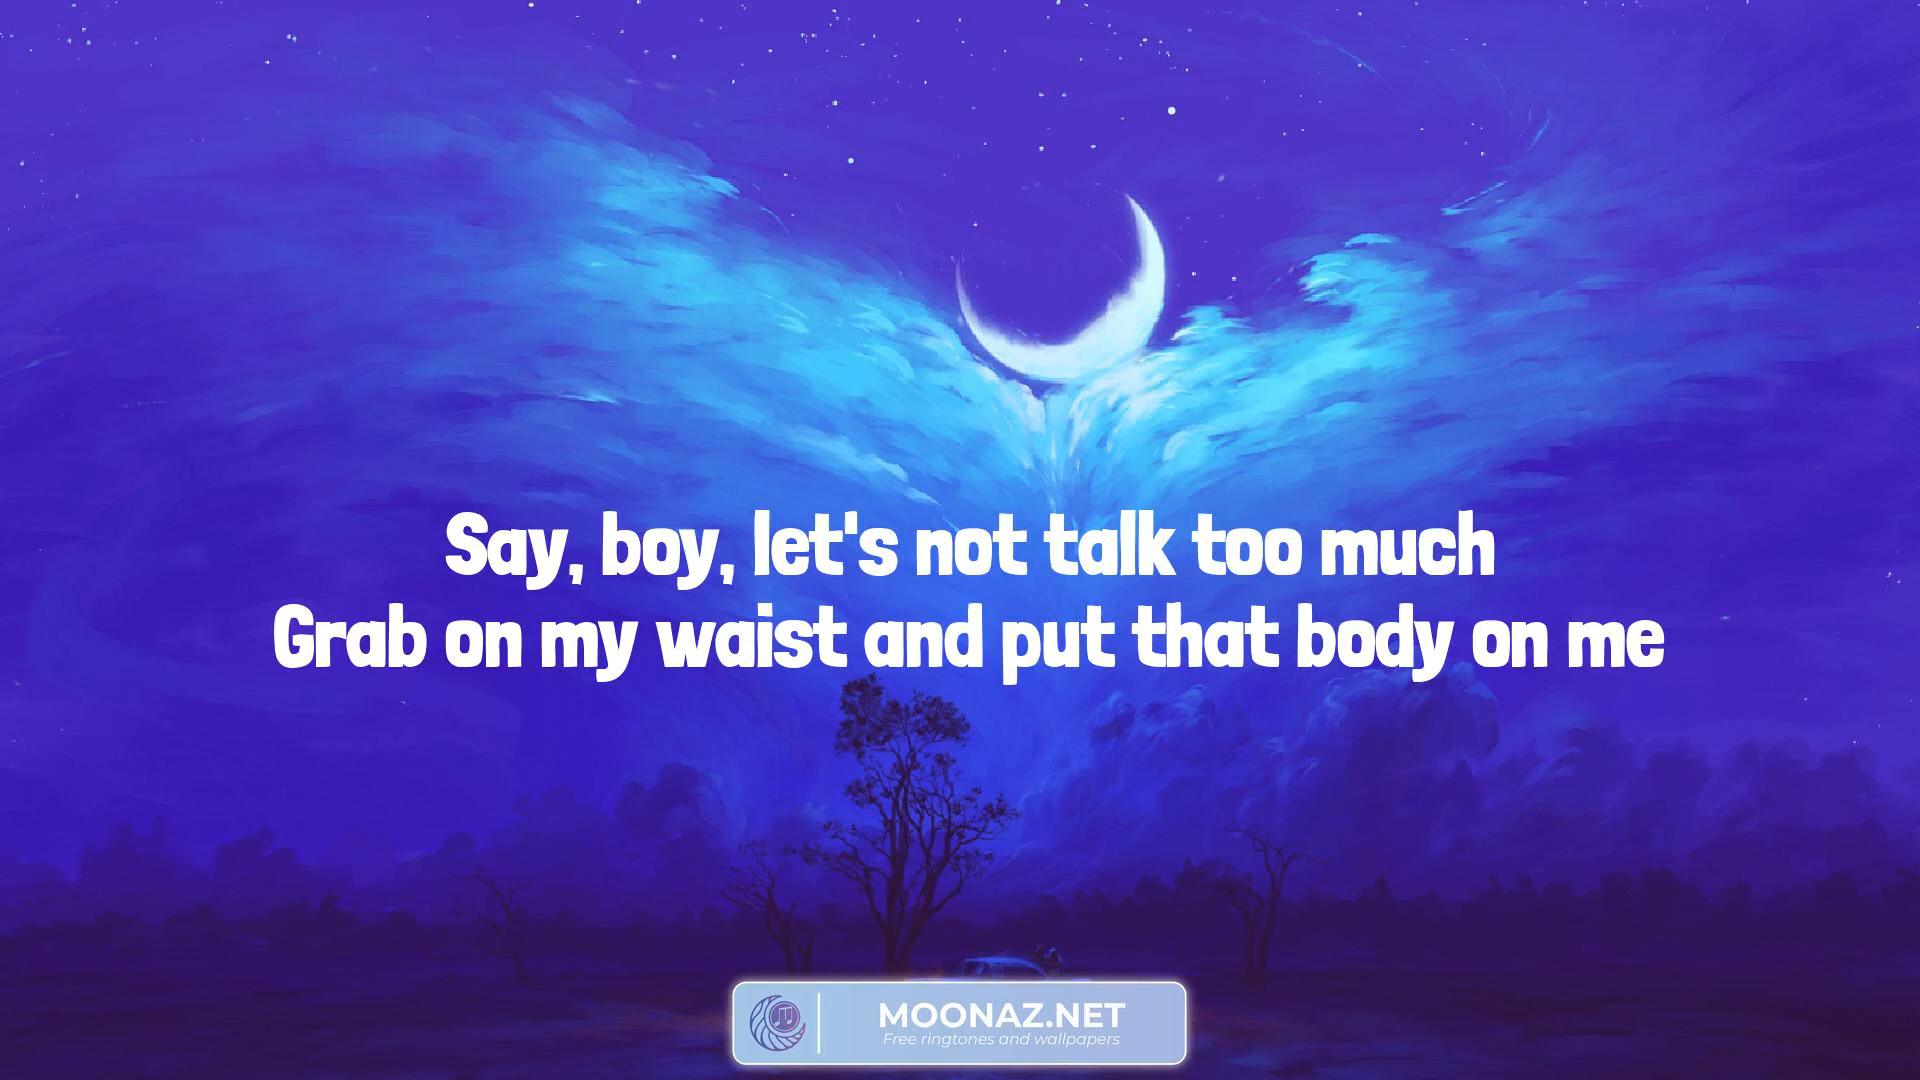 Say, boy, let's not talk too much
Grab on my waist and put that body on me
MOONAZ.NET
Free ringtones and wallpapers